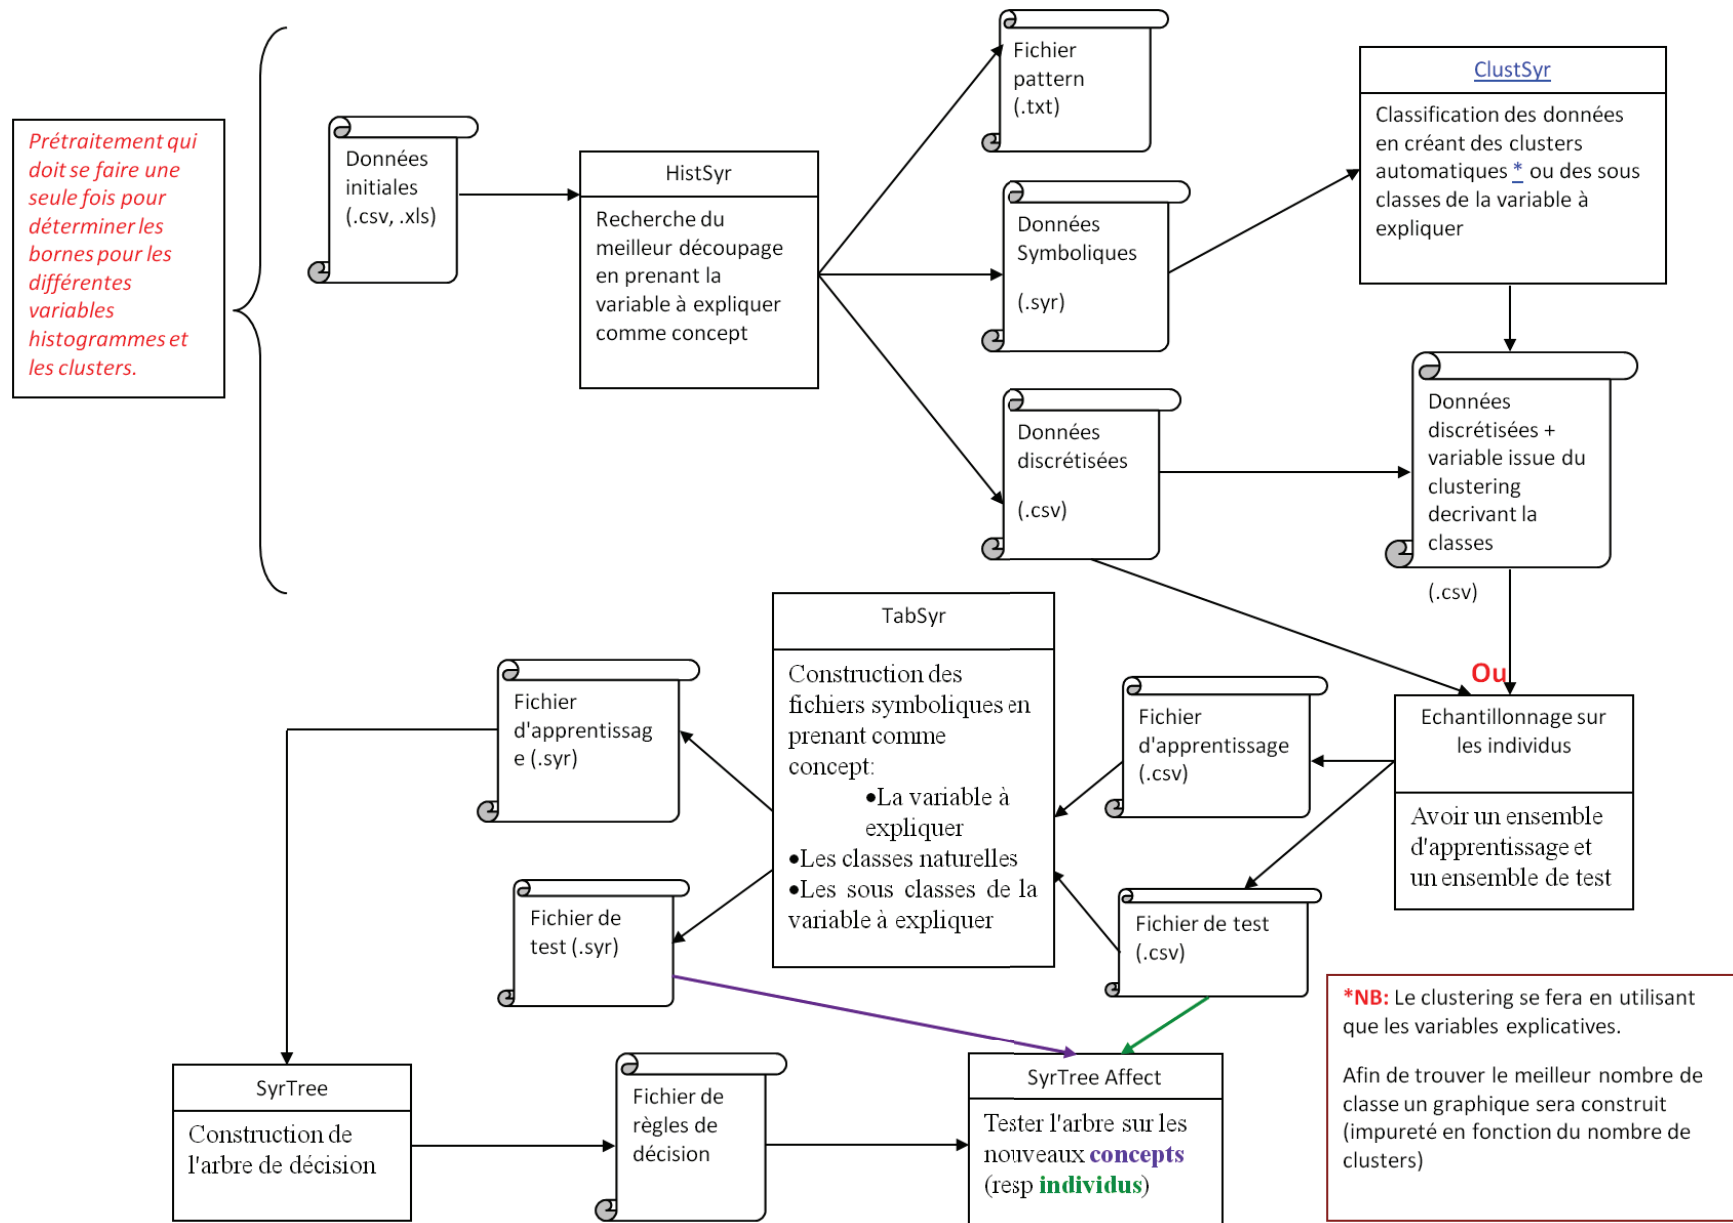 Prétraitement qui
doit se faire une
seule fois pour
déterminer les
bornes pour les
différentes
variables
histogrammes et
les clusters.
Données
initiales
(.csv, .xls)
HistSyr
Recherche du
meilleur découpage
en prenant la
variable à expliquer
comme concept
Fichier
pattern
(.txt)
Données
Symboliques
(.syr)
Données
discrétisées
(.csv)
ClustSyr
Classification des données
en créant des clusters
automatiques * ou des sous
classes de la variable à
expliquer
Données
discrétisées +
variable issue du
clustering
decrivant la
classes
(.csv)
Ou
Echantillonnage sur
les individus
Avoir un ensemble
d'apprentissage et
un ensemble de test
Fichier
d'apprentissage
(.csv)
Fichier de test
(.csv)
TabSyr
Construction des
fichiers symboliques en
prenant comme
concept:
•La variable à
expliquer
•Les classes naturelles
•Les sous classes de la
variable à expliquer
Fichier
d'apprentissag
e (.syr)
Fichier de
test (.syr)
SyrTree
Construction de
l'arbre de décision
Fichier de
règles de
décision
SyrTree Affect
Tester l'arbre sur les
nouveaux concepts
(resp individus)
*NB: Le clustering se fera en utilisant
que les variables explicatives.
Afin de trouver le meilleur nombre de
classe un graphique sera construit
(impureté en fonction du nombre de
clusters)